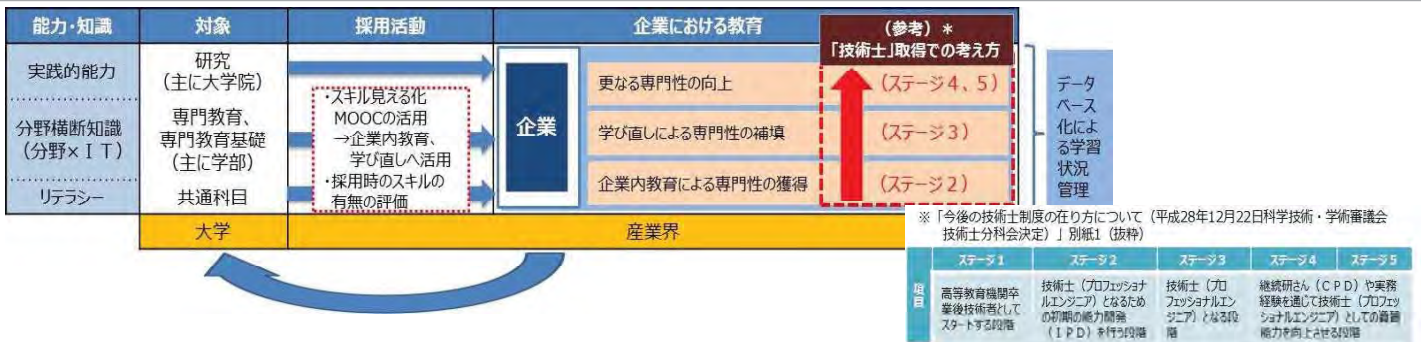 能力・知識
対象
採用活動
企業における教育
(参考)*
「技術士」取得での考え方
実践的能力
分野横断知識
(分野×IT)
リテラシー
研究
(主に大学院)
専門教育、
専門教育基礎
(主に学部)
共通科目
・スキル見える化
MOOCの活用
→企業内教育、
学び直しへ活用
・採用時のスキルの
有無の評価
企業
更なる専門性の向上
(ステージ4、5)
学び直しによる専門性の補填
(ステージ3)
企業内教育による専門性の獲得
(ステージ2)
データ
ベース
化によ
る学習
状況
管理
大学
産業界
※「今後の技術士制度の在り方について(平成28年12月22日科学技術・学術審議会
技術士分科会決定)」別紙1(抜粋)
項
目
ステージ1
ステージ2
ステージ3
ステージ4
ステージ5
高等教育機関卒
業後技術者として
スタートする段階
技術士(プロフェッショナ
ルエンジニア)となるため
の初期の能力開発
(IPD)を行う段階
技術士(プロ
フェッショナルエン
ジニア)となる段
階
継続研さん(CPD)や実務
経験を通じて技術士(プロフェッ
ショナルエンジニア)としての資質
能力を向上させる段階